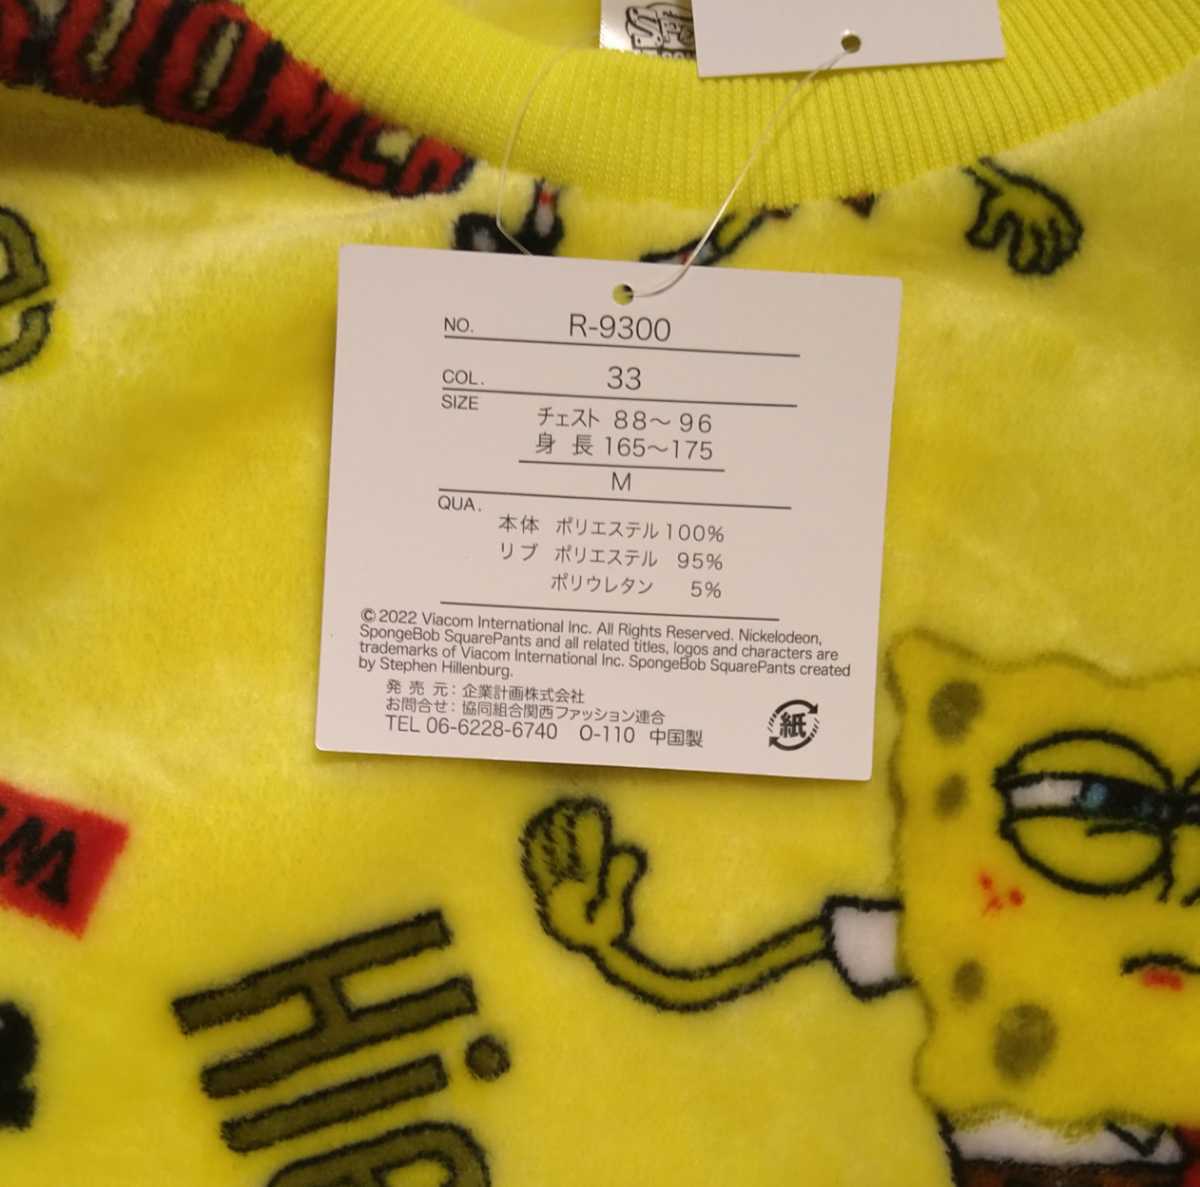 NO. R-9300
COL. 33
SIZE
チェスト 88〜96
身 長 165〜175
M
QUA.
本体 ポリエステル100%
リブ ポリエステル 95%
ポリウレタン 5%
©2022 Viacom International Inc. All Rights Reserved. Nickelodeon,
SpongeBob SquarePants and all related titles, logos and characters are
trademarks of Viacom International Inc. SpongeBob SquarePants created
by Stephen Hillenburg.
発 売 元：企業計画株式会社
お問合せ：協同組合関西ファッション連合
TEL 06-6228-6740 O-110 中国製
紙